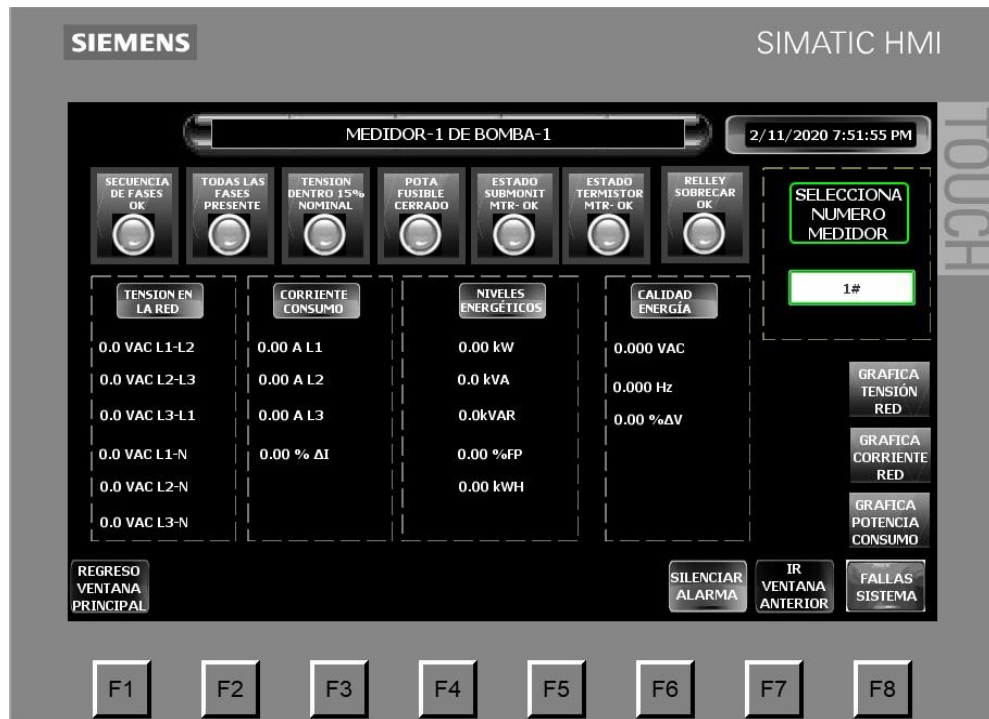 SIEMENS
SIMATIC HMI
TOUCH
MEDIDOR-1 DE BOMBA-1
2/11/2020 7:51:55 PM
SECUENCIA
DE FASES
OK
TODAS LAS
FASES
PRESENTE
TENSION
DENTRO 15%
NOMINAL
POTA
FUSIBLE
CERRADO
ESTADO
SUBMONIT
MTR- OK
ESTADO
TERMISTOR
MTR- OK
RELLEY
SOBRECAR
OK
SELECCIONA
NUMERO
MEDIDOR
1#
TENSION EN
LA RED
0.0 VAC L1-L2
0.0 VAC L2-L3
0.0 VAC L3-L1
0.0 VAC L1-N
0.0 VAC L2-N
0.0 VAC L3-N
CORRIENTE
CONSUMO
0.00 A L1
0.00 A L2
0.00 A L3
0.00 % ΔI
NIVELES
ENERGÉTICOS
0.00 kW
0.0 kVA
0.0kVAR
0.00 %FP
0.00 kWH
CALIDAD
ENERGÍA
0.000 VAC
0.000 Hz
0.00 %ΔV
GRAFICA
TENSIÓN
RED
GRAFICA
CORRIENTE
RED
GRAFICA
POTENCIA
CONSUMO
REGRESO
VENTANA
PRINCIPAL
SILENCIAR
ALARMA
IR
VENTANA
ANTERIOR
FALLAS
SISTEMA
F1
F2
F3
F4
F5
F6
F7
F8